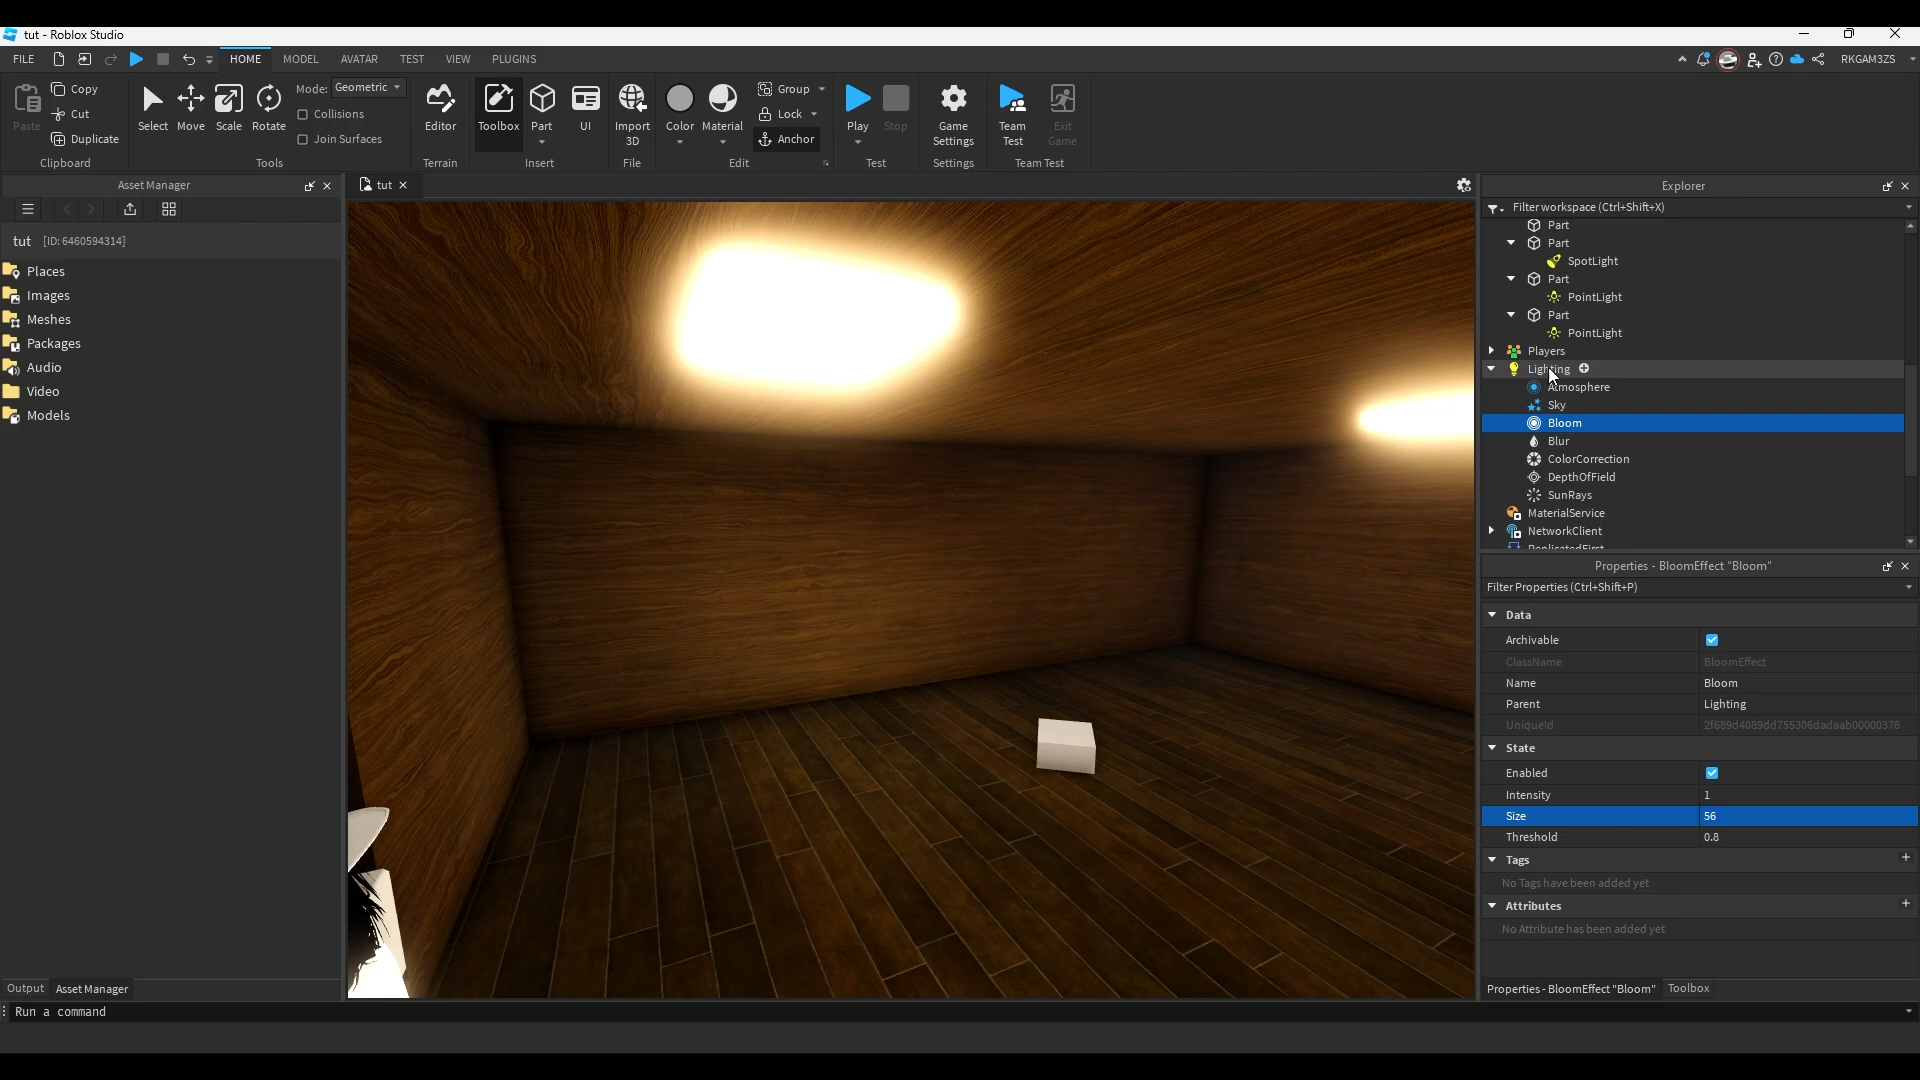 tut - Roblox Studio
FILE HOME MODEL AVATAR TEST VIEW PLUGINS RKGAM3ZS
Paste Copy Cut Duplicate Clipboard
Select Move Scale Rotate Mode: Geometric Collisions Join Surfaces Tools
Editor Terrain
Toolbox Part UI Insert
Import 3D File
Color Material Group Lock Anchor Edit
Play Stop Test
Game Settings Settings
Team Test Exit Game Team Test
Asset Manager
tut [ID: 6460594314]
Places
Images
Meshes
Packages
Audio
Video
Models
Output Asset Manager
tut
Explorer
Filter workspace (Ctrl+Shift+X)
Part
Part
SpotLight
Part
PointLight
Part
PointLight
Players
Lighting
Atmosphere
Sky
Bloom
Blur
ColorCorrection
DepthOfField
SunRays
MaterialService
NetworkClient
ReplicatedFirst
Properties - BloomEffect "Bloom"
Filter Properties (Ctrl+Shift+P)
Data
Archivable
ClassName BloomEffect
Name Bloom
Parent Lighting
UniqueId 2f689d4089dd755306dadaab00000378
State
Enabled
Intensity 1
Size 56
Threshold 0.8
Tags
No Tags have been added yet
Attributes
No Attribute has been added yet
Properties - BloomEffect "Bloom" Toolbox
Run a command